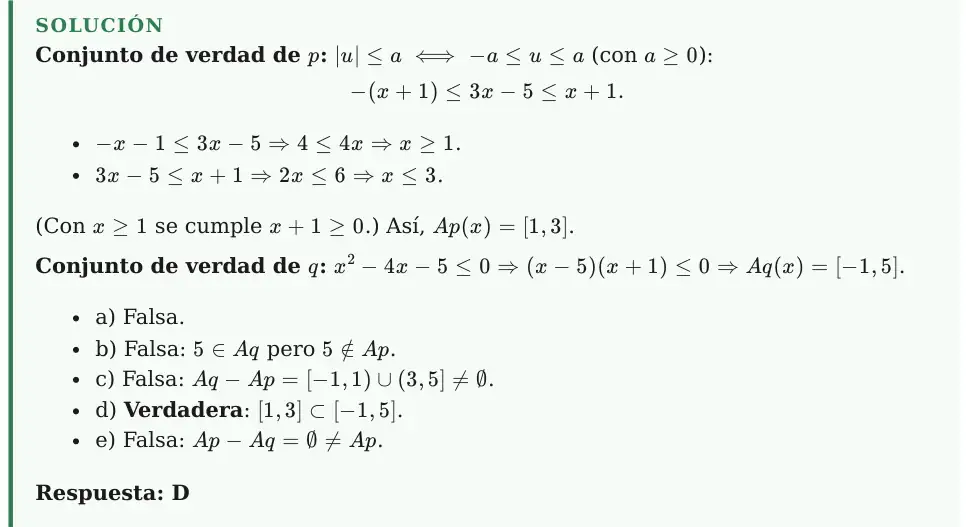 SOLUCIÓN
Conjunto de verdad de p: |u| ≤ a ⟺ −a ≤ u ≤ a (con a ≥ 0):
−(x + 1) ≤ 3x − 5 ≤ x + 1.
• −x − 1 ≤ 3x − 5 ⇒ 4 ≤ 4x ⇒ x ≥ 1.
• 3x − 5 ≤ x + 1 ⇒ 2x ≤ 6 ⇒ x ≤ 3.
(Con x ≥ 1 se cumple x + 1 ≥ 0.) Así, Ap(x) = [1, 3].
Conjunto de verdad de q: x² − 4x − 5 ≤ 0 ⇒ (x − 5)(x + 1) ≤ 0 ⇒ Aq(x) = [−1, 5].
• a) Falsa.
• b) Falsa: 5 ∈ Aq pero 5 ∉ Ap.
• c) Falsa: Aq − Ap = [−1, 1) ∪ (3, 5] ≠ ∅.
• d) Verdadera: [1, 3] ⊂ [−1, 5].
• e) Falsa: Ap − Aq = ∅ ≠ Ap.
Respuesta: D